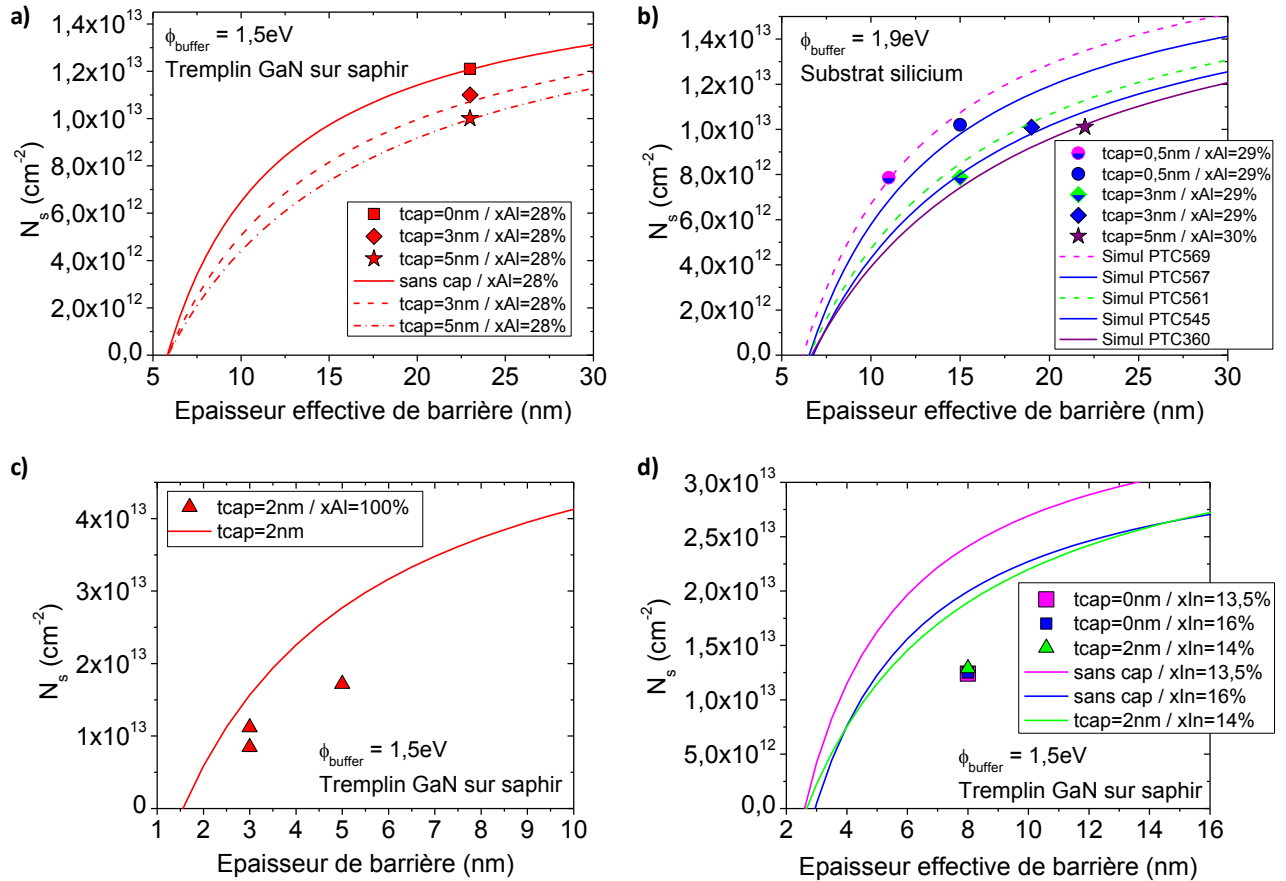 a)
1,4x10^13
1,2x10^13
1,0x10^13
8,0x10^12
6,0x10^12
4,0x10^12
2,0x10^12
0,0
N_s (cm^-2)
ϕ_buffer = 1,5eV
Tremplin GaN sur saphir
tcap=0nm / xAl=28%
tcap=3nm / xAl=28%
tcap=5nm / xAl=28%
sans cap / xAl=28%
tcap=3nm / xAl=28%
tcap=5nm / xAl=28%
5 10 15 20 25 30
Epaisseur effective de barrière (nm)
b)
1,4x10^13
1,2x10^13
1,0x10^13
8,0x10^12
6,0x10^12
4,0x10^12
2,0x10^12
0,0
N_s (cm^-2)
ϕ_buffer = 1,9eV
Substrat silicium
tcap=0,5nm / xAl=29%
tcap=0,5nm / xAl=29%
tcap=3nm / xAl=29%
tcap=3nm / xAl=29%
tcap=5nm / xAl=30%
Simul PTC569
Simul PTC567
Simul PTC561
Simul PTC545
Simul PTC360
5 10 15 20 25 30
Epaisseur effective de barrière (nm)
c)
4x10^13
3x10^13
2x10^13
1x10^13
0
N_s (cm^-2)
tcap=2nm / xAl=100%
tcap=2nm
ϕ_buffer = 1,5eV
Tremplin GaN sur saphir
1 2 3 4 5 6 7 8 9 10
Epaisseur de barrière (nm)
d)
3,0x10^13
2,5x10^13
2,0x10^13
1,5x10^13
1,0x10^13
5,0x10^12
0,0
N_s (cm^-2)
tcap=0nm / xIn=13,5%
tcap=0nm / xIn=16%
tcap=2nm / xIn=14%
sans cap / xIn=13,5%
sans cap / xIn=16%
tcap=2nm / xIn=14%
ϕ_buffer = 1,5eV
Tremplin GaN sur saphir
2 4 6 8 10 12 14 16
Epaisseur effective de barrière (nm)